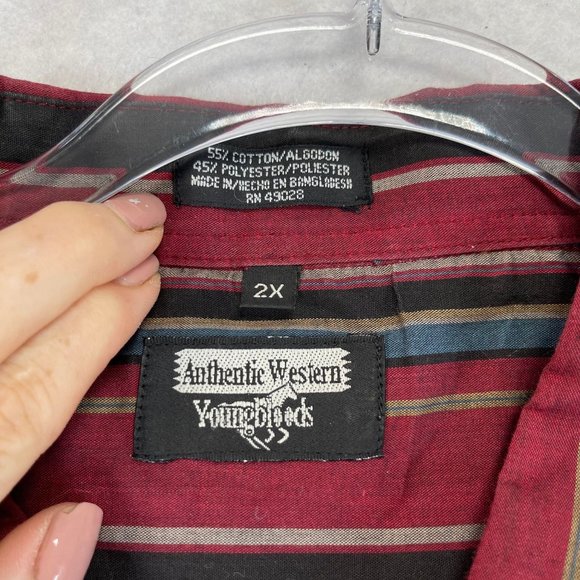 55% COTTON/ALGODON
45% POLYESTER/POLIESTER
MADE IN/HECHO EN BANGLADESH
RN 49028
2X
Authentic Western
Youngbloods